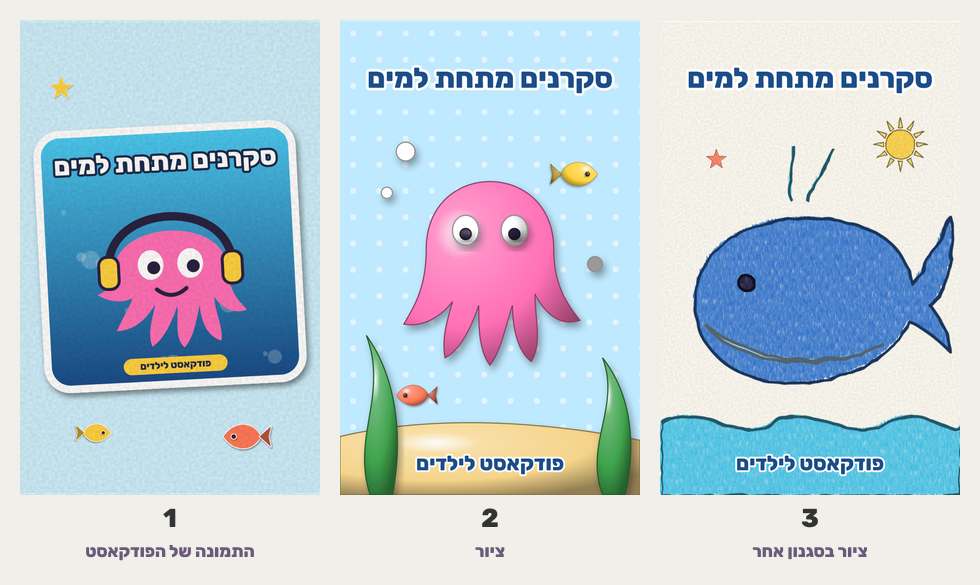 סקרנים מתחת למים
פודקאסט לילדים
1
התמונה של הפודקאסט
סקרנים מתחת למים
פודקאסט לילדים
2
ציור
סקרנים מתחת למים
פודקאסט לילדים
3
ציור בסגנון אחר